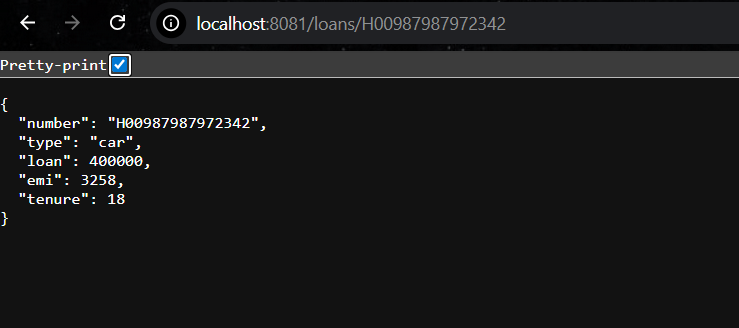 localhost:8081/loans/H00987987972342
Pretty-print
{
  "number": "H00987987972342",
  "type": "car",
  "loan": 400000,
  "emi": 3258,
  "tenure": 18
}